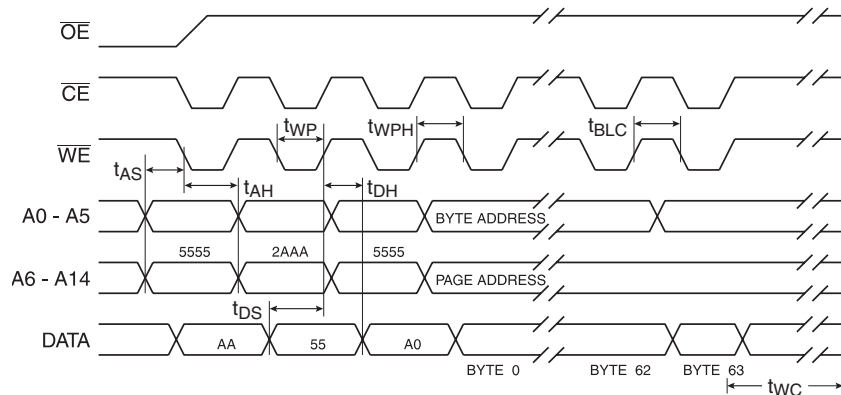 OE
CE
WE
tWP
tWPH
tBLC
tAS
tAH
tDH
A0 - A5
BYTE ADDRESS
5555 2AAA 5555
A6 - A14
PAGE ADDRESS
tDS
DATA
AA 55 A0
BYTE 0 BYTE 62 BYTE 63
tWC